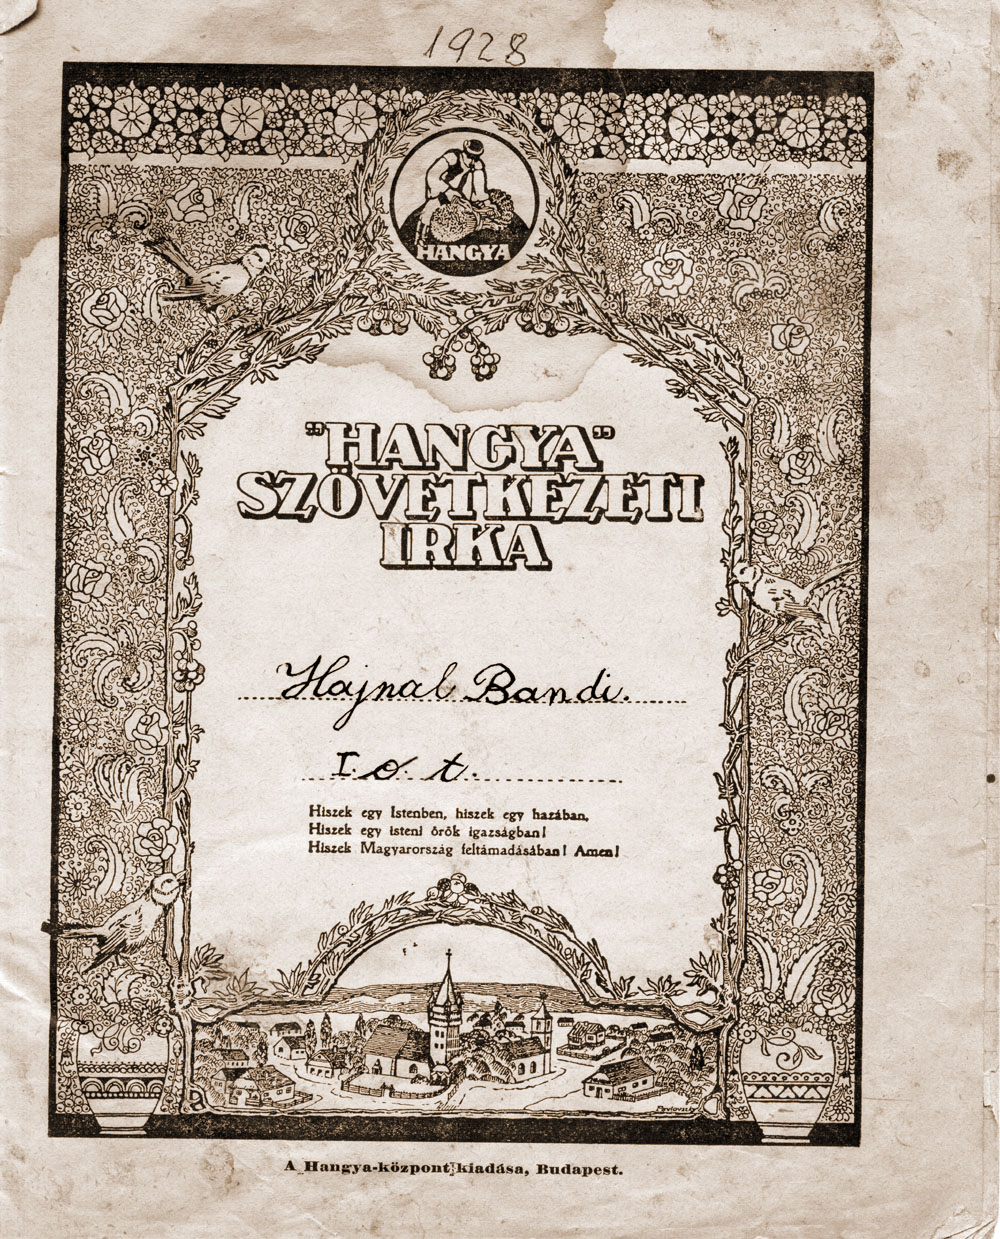 1928
HANGYA
"HANGYA"
SZÖVETKEZETI
IRKA
Hajnal Bandi.
I. o. t.
Hiszek egy Istenben, hiszek egy hazában,
Hiszek egy isteni örök igazságban!
Hiszek Magyarország feltámadásában! Amen!
A Hangya-központ kiadása, Budapest.